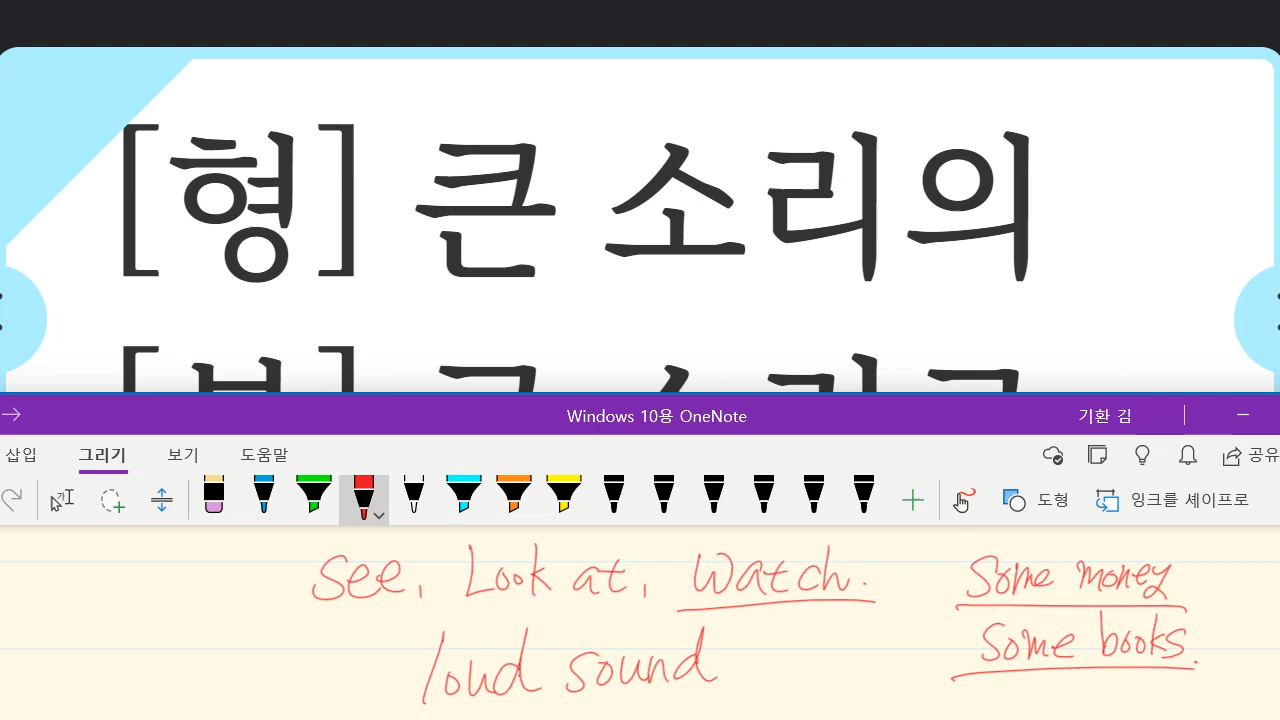 [형] 큰 소리의
Windows 10용 OneNote
기환 김
삽입 그리기 보기 도움말
공유
가
도형
잉크를 셰이프로
See, Look at, Watch.
Some money
loud sound
Some books.